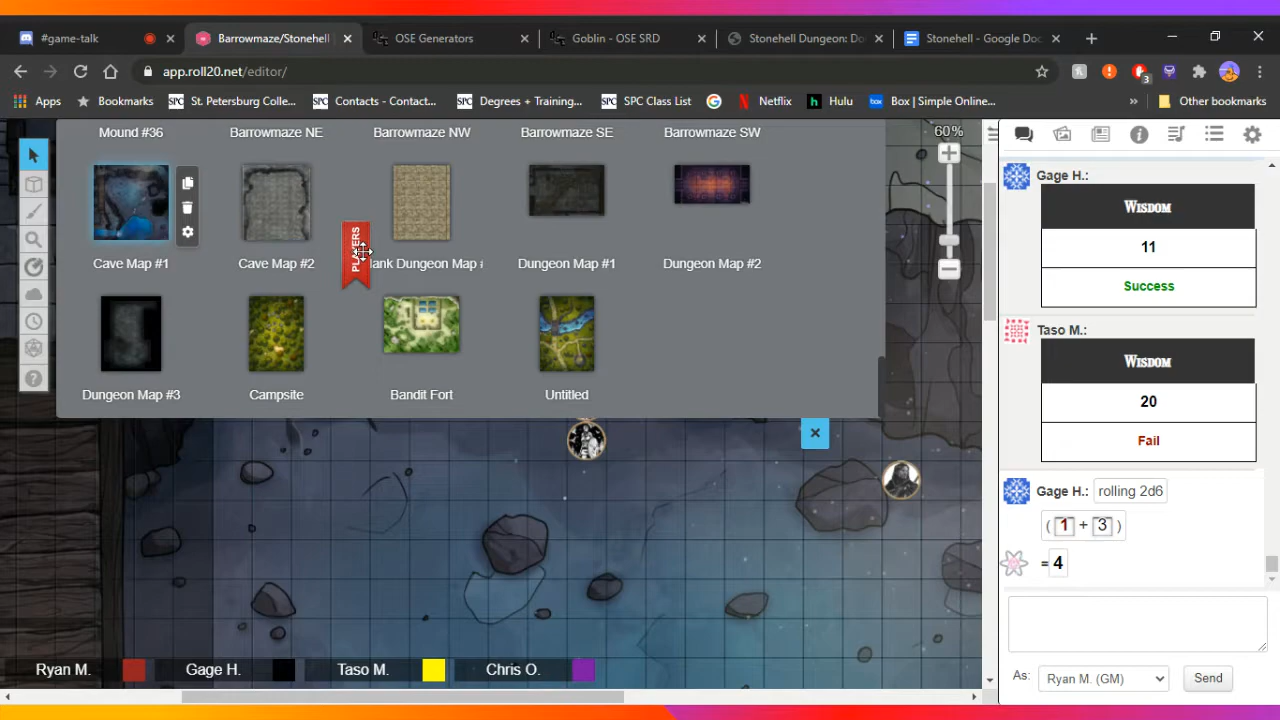 #game-talk
Barrowmaze/Stonehell
OSE Generators
Goblin - OSE SRD
Stonehell Dungeon: Do
Stonehell - Google Doc
app.roll20.net/editor/
3
Apps
Bookmarks
St. Petersburg Colle...
Contacts - Contact...
Degrees + Training...
SPC Class List
Netflix
Hulu
Box | Simple Online...
Other bookmarks
Mound #36
Barrowmaze NE
Barrowmaze NW
Barrowmaze SE
Barrowmaze SW
60%
PLAYERS
Cave Map #1
Cave Map #2
lank Dungeon Map
Dungeon Map #1
Dungeon Map #2
Dungeon Map #3
Campsite
Bandit Fort
Untitled
Gage H.:
Wisdom
11
Success
Taso M.:
Wisdom
20
Fail
Gage H.: rolling 2d6
( 1 + 3 )
= 4
Ryan M.
Gage H.
Taso M.
Chris O.
As: Ryan M. (GM)
Send